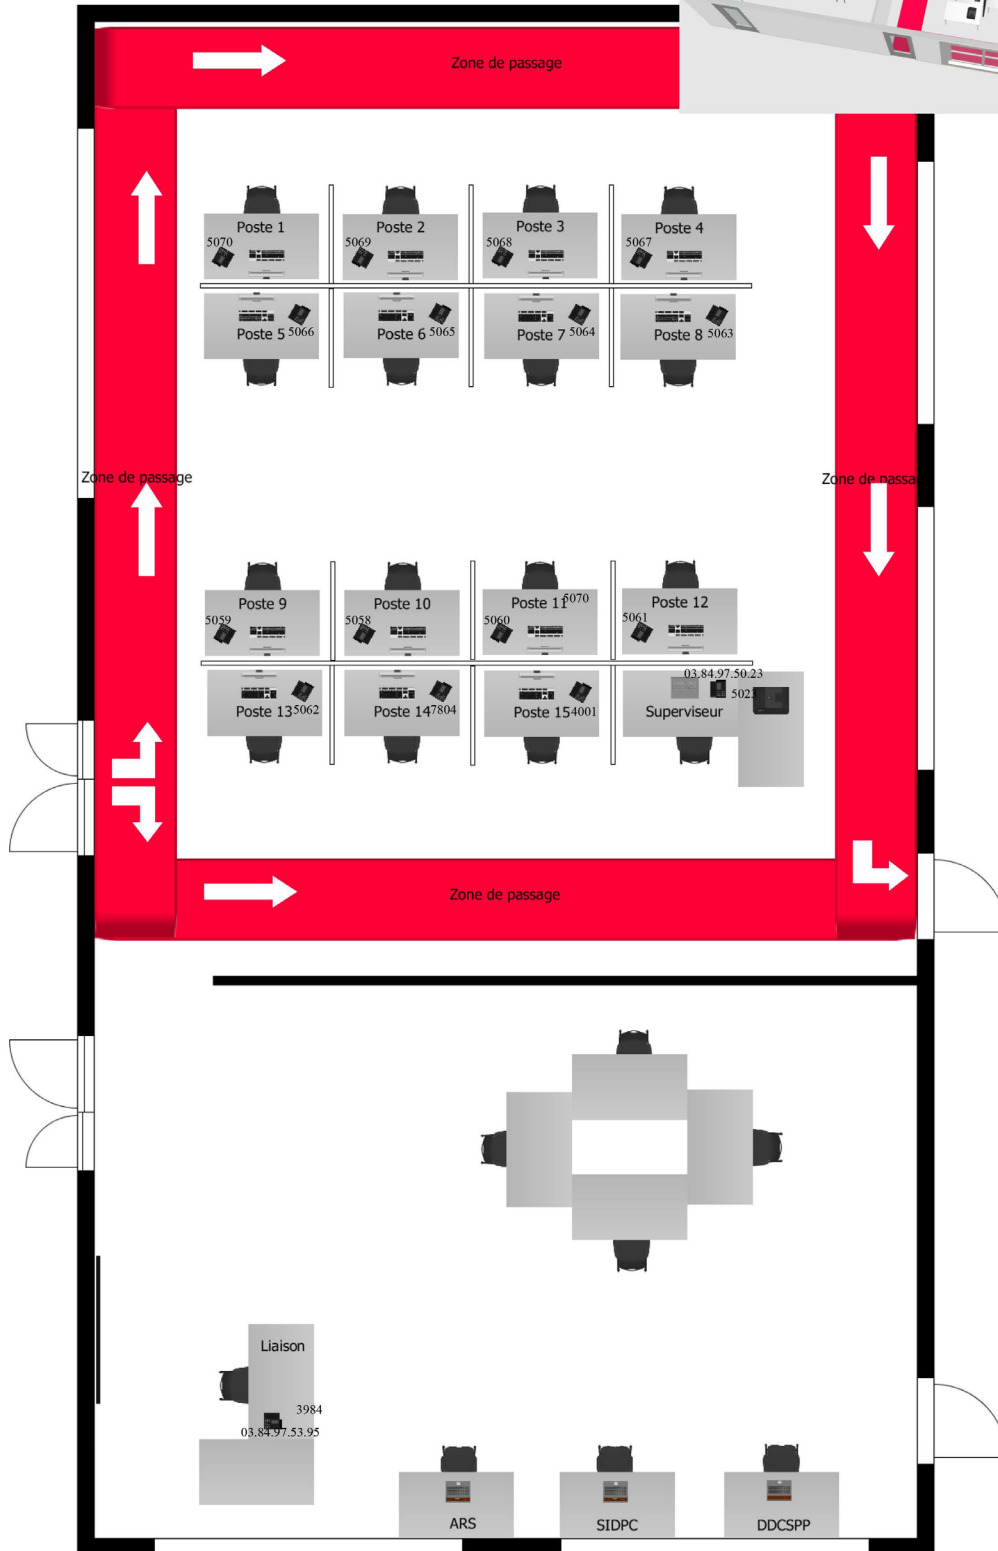 Zone de passage
Poste 1
Poste 2
Poste 3
Poste 4
5070
5069
5068
5067
Poste 5
5066
Poste 6
5065
Poste 7
5064
Poste 8
5063
Zone de passage
Zone de passa
Poste 9
Poste 10
Poste 11
5070
Poste 12
5059
5058
5060
5061
03.84.97.50.23
5023
Poste 13
5062
Poste 14
7804
Poste 15
4001
Superviseur
Zone de passage
Liaison
3984
03.84.97.53.95
ARS
SIDPC
DDCSPP